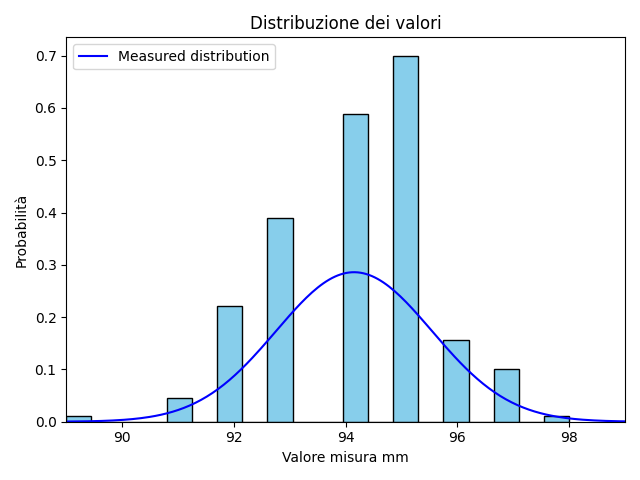 Distribuzione dei valori
Measured distribution
Probabilità
0.7
0.6
0.5
0.4
0.3
0.2
0.1
0.0
90 92 94 96 98
Valore misura mm